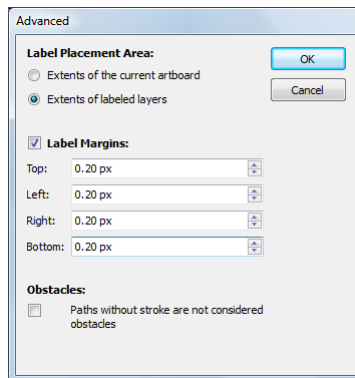 Advanced
Label Placement Area:
OK
Extents of the current artboard
Cancel
Extents of labeled layers
Label Margins:
Top: 0.20 px
Left: 0.20 px
Right: 0.20 px
Bottom: 0.20 px
Obstacles:
Paths without stroke are not considered
obstacles